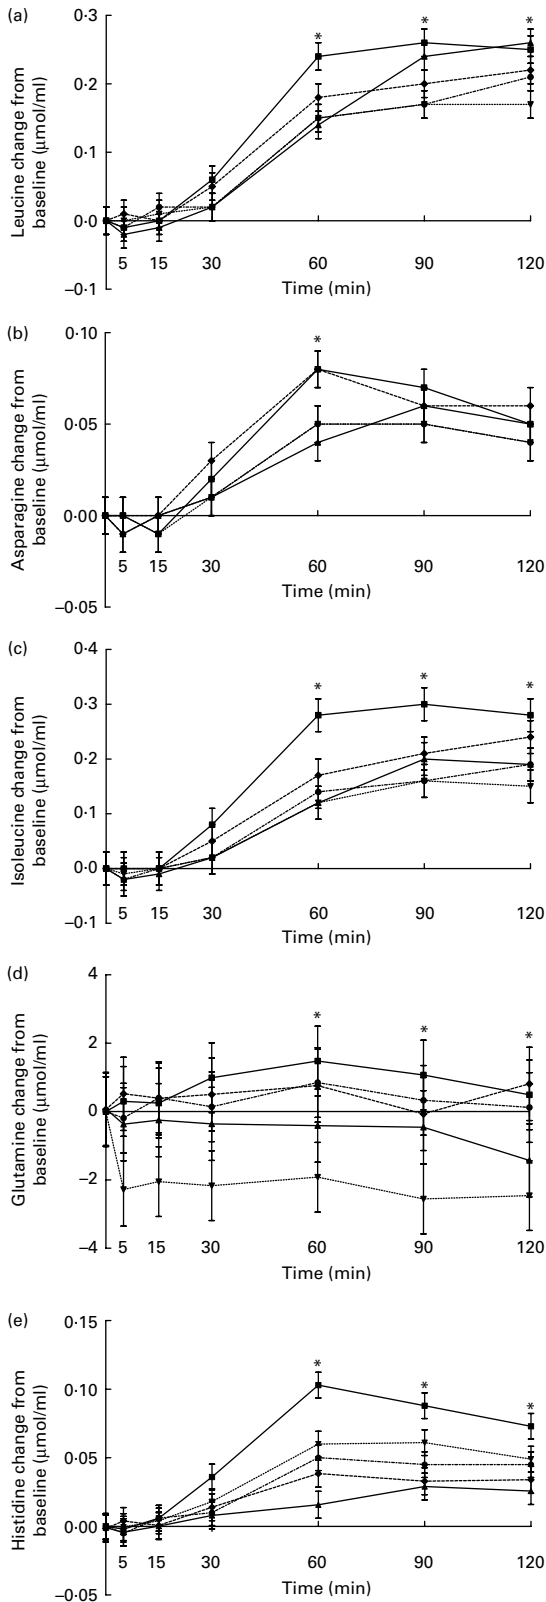 (a)
Leucine change from
baseline (µmol/ml)
0·3
*
*
*
0·2
0·1
0·0
–0·1
5 15 30 60 90 120
Time (min)
(b)
Asparagine change from
baseline (µmol/ml)
0·10
*
0·05
0·00
–0·05
5 15 30 60 90 120
Time (min)
(c)
Isoleucine change from
baseline (µmol/ml)
0·4
*
*
*
0·3
0·2
0·1
0·0
–0·1
5 15 30 60 90 120
Time (min)
(d)
Glutamine change from
baseline (µmol/ml)
4
*
*
*
2
0
–2
–4
5 15 30 60 90 120
Time (min)
(e)
Histidine change from
baseline (µmol/ml)
0·15
*
*
*
0·10
0·05
0·00
–0·05
5 15 30 60 90 120
Time (min)